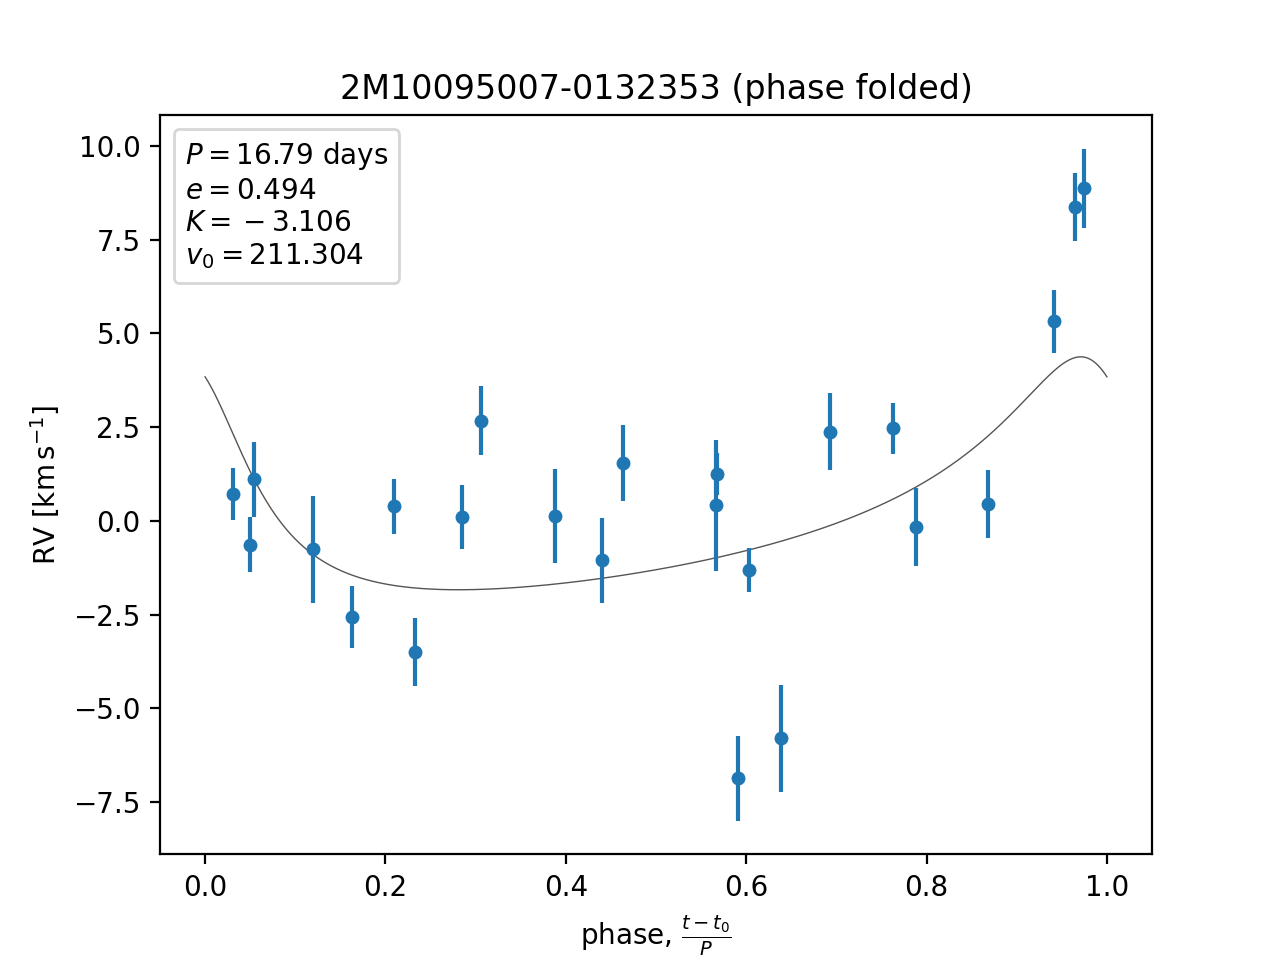 2M10095007-0132353 (phase folded)
P = 16.79 days
e = 0.494
K = −3.106
v₀ = 211.304
10.0
7.5
5.0
2.5
0.0
−2.5
−5.0
−7.5
RV [km s⁻¹]
0.0 0.2 0.4 0.6 0.8 1.0
phase, (t − t₀)/P